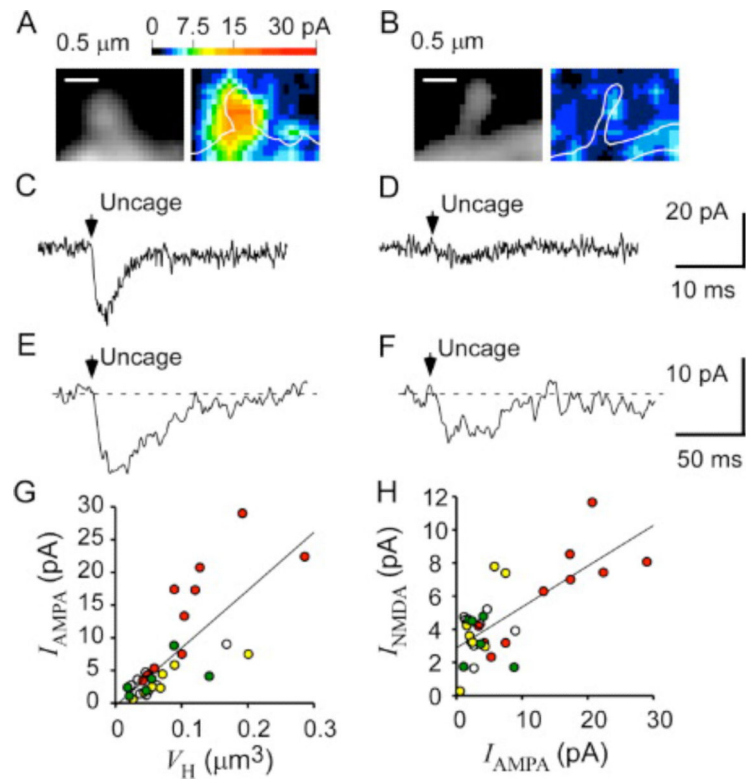 A
0.5 μm
0 7.5 15 30 pA
B
0.5 μm
C
Uncage
D
Uncage
20 pA
10 ms
E
Uncage
F
Uncage
10 pA
50 ms
G
30
25
20
15
10
5
0
I_AMPA (pA)
0 0.1 0.2 0.3
V_H (μm³)
H
12
10
8
6
4
2
0
I_NMDA (pA)
0 10 20 30
I_AMPA (pA)